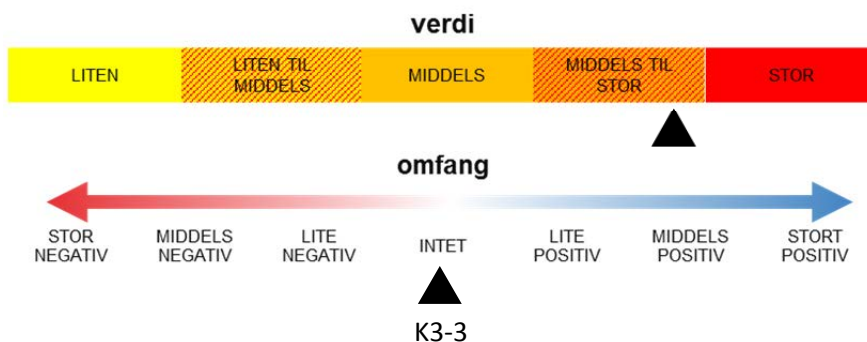 verdi
LITEN
LITEN TIL
MIDDELS
MIDDELS
MIDDELS TIL
STOR
STOR
omfang
STOR
NEGATIV
MIDDELS
NEGATIV
LITE
NEGATIV
INTET
LITE
POSITIV
MIDDELS
POSITIV
STORT
POSITIV
K3-3